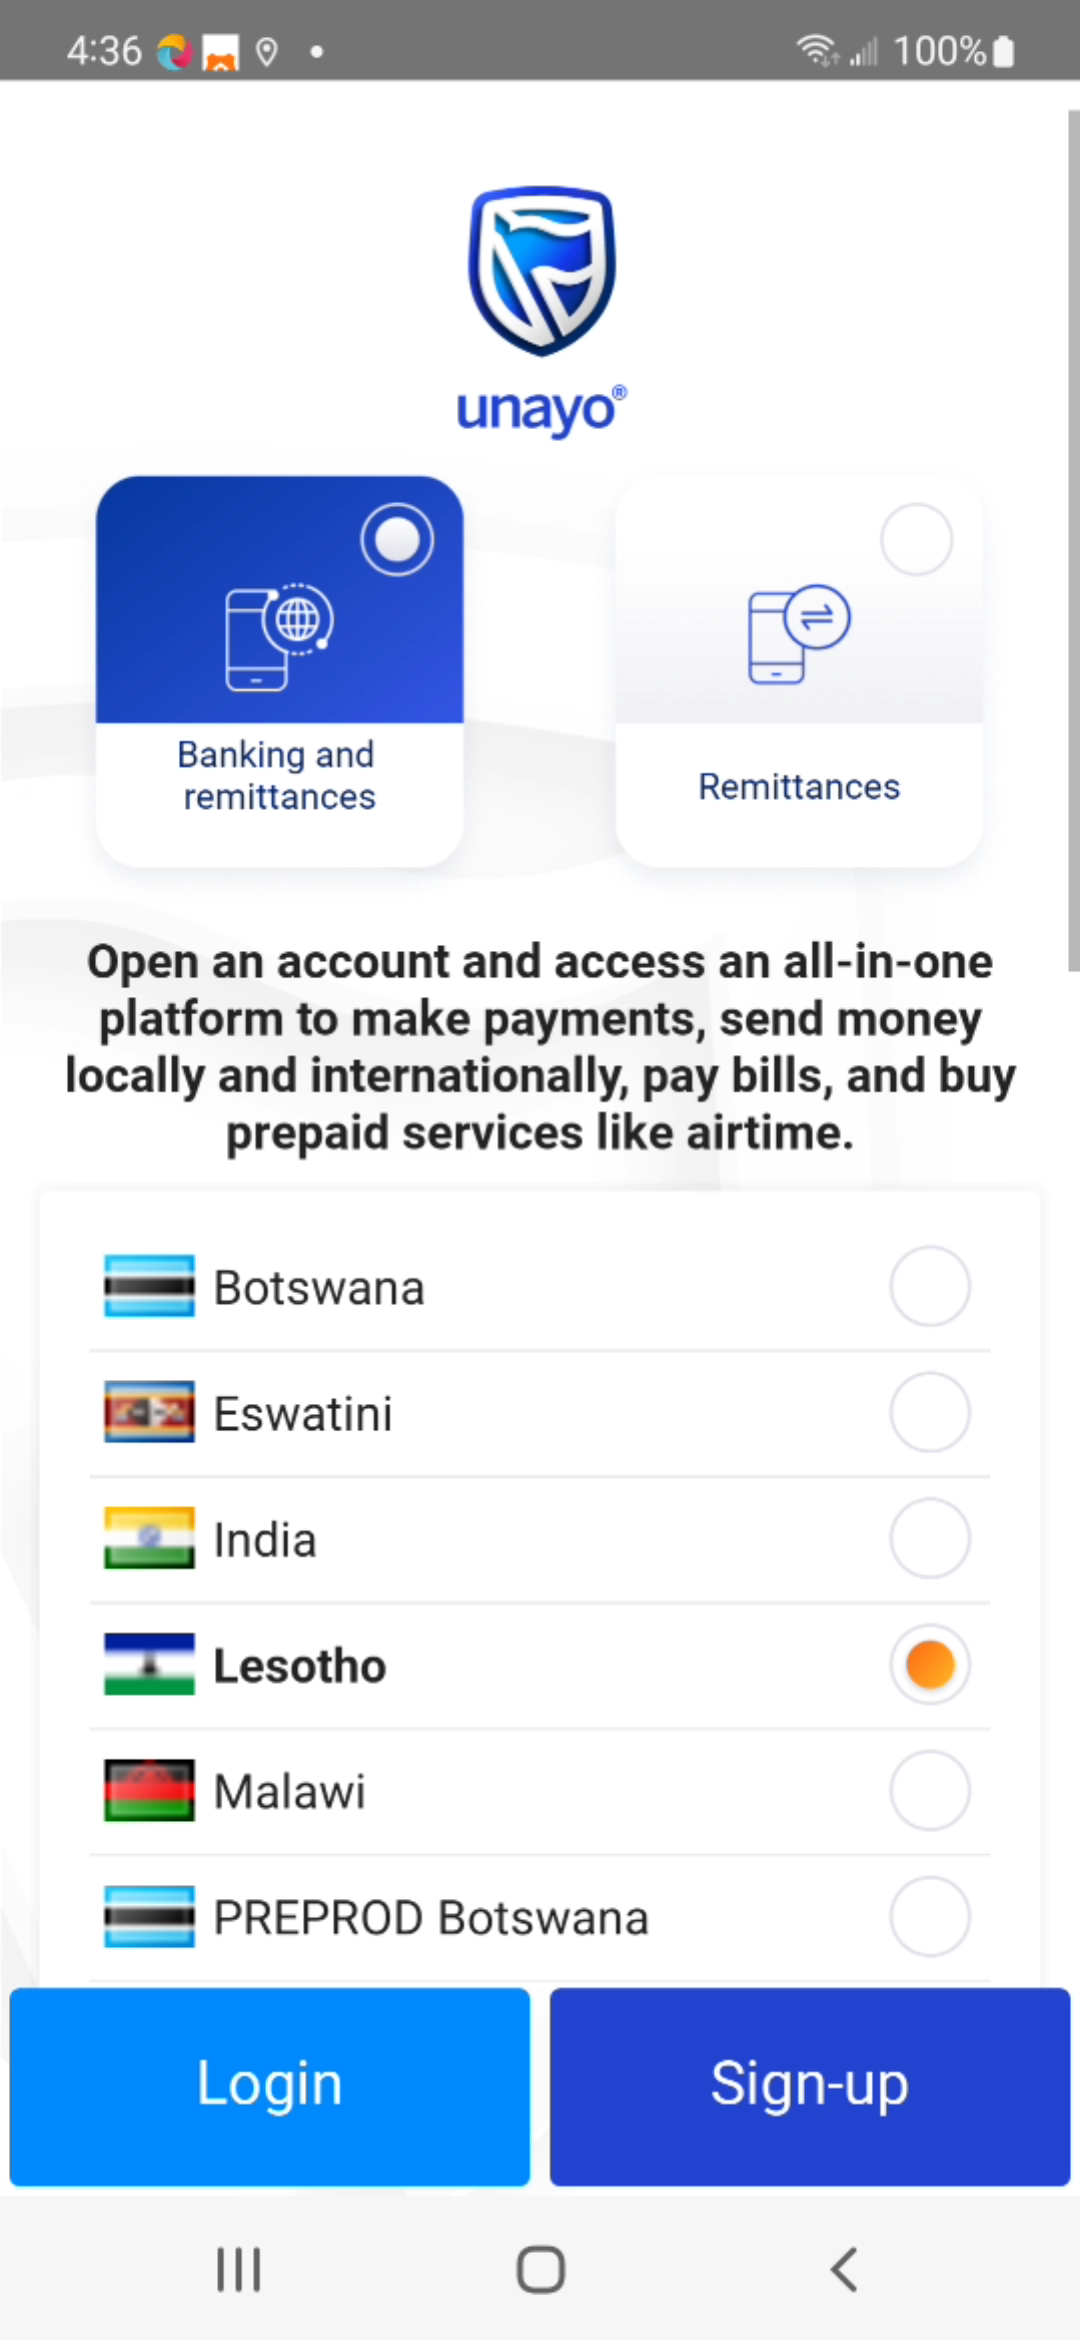 4:36
100%
unayo®
Banking and
remittances
Remittances
Open an account and access an all-in-one
platform to make payments, send money
locally and internationally, pay bills, and buy
prepaid services like airtime.
Botswana
Eswatini
India
Lesotho
Malawi
PREPROD Botswana
Login
Sign-up